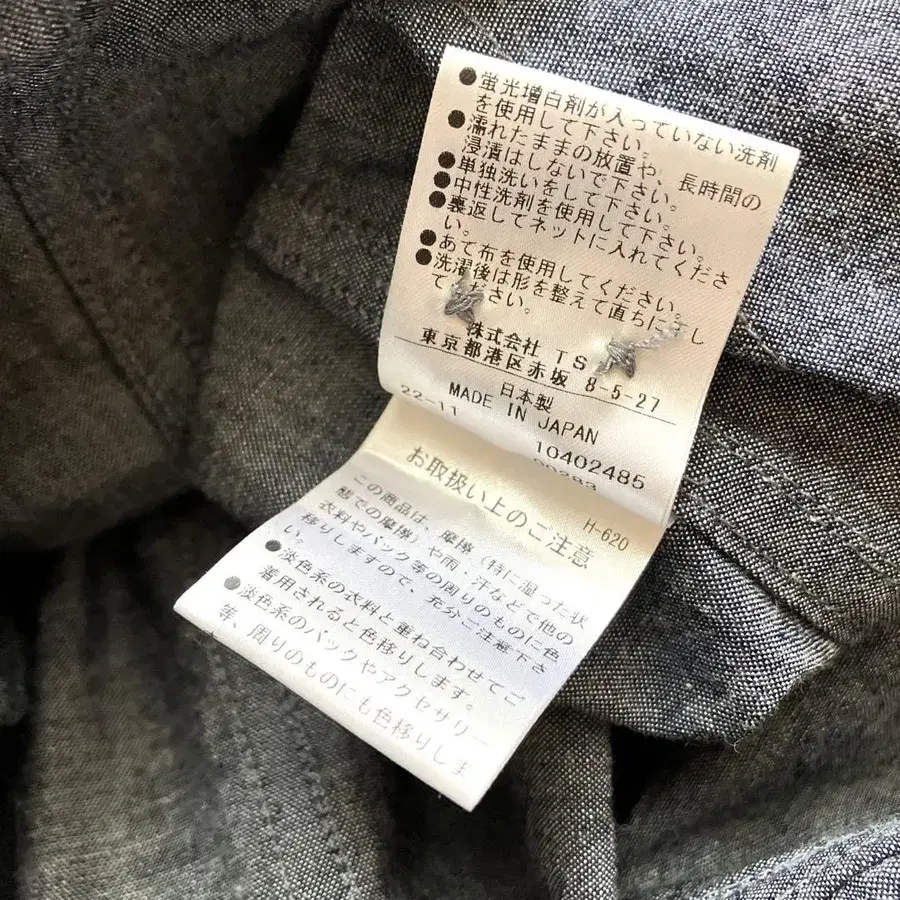 ●蛍光増白剤が入っていない洗剤
を使用して下さい。
●濡れたままの放置や、長時間の
浸漬はしないで下さい。
●単独洗いをして下さい。
●中性洗剤を使用して下さい。
●裏返してネットに入れてくださ
い。
●あて布を使用してください。
●洗濯後は形を整えて直ちに干し
てください。
株式会社 TS
東京都港区赤坂 8-5-27
日本製
MADE IN JAPAN
22-11
10402485
H-620
お取扱い上のご注意
この商品は、摩擦（特に湿った状
態での摩擦）や雨・汗などで他の
衣料やバック等の周りのものに色
移りしますので、充分ご注意下さ
い。
●淡色系の衣料と重ね合わせてご
着用されると色移りします。
●淡色系のバックやアクセサリー
等、周りのものにも色移りしま